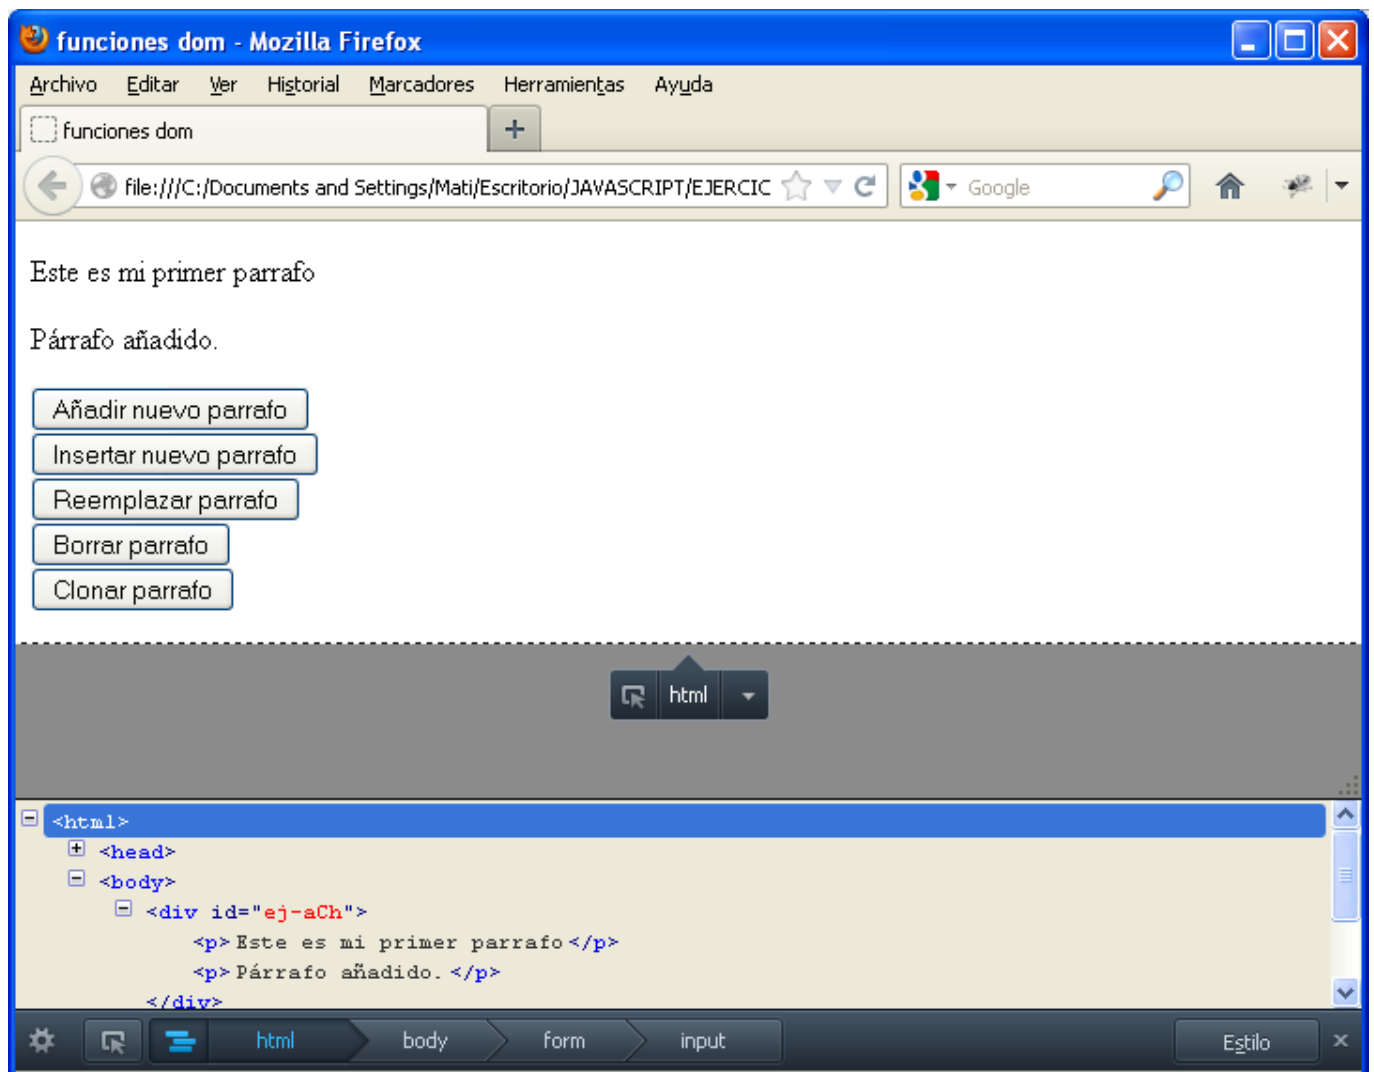 funciones dom - Mozilla Firefox
Archivo Editar Ver Historial Marcadores Herramientas Ayuda
funciones dom
+
file:///C:/Documents and Settings/Mati/Escritorio/JAVASCRIPT/EJERCIC
Google
Este es mi primer parrafo
Párrafo añadido.
Añadir nuevo parrafo
Insertar nuevo parrafo
Reemplazar parrafo
Borrar parrafo
Clonar parrafo
html
<html>
<head>
<body>
<div id="ej-aCh">
<p>Este es mi primer parrafo</p>
<p>Párrafo añadido.</p>
</div>
html body form input Estilo